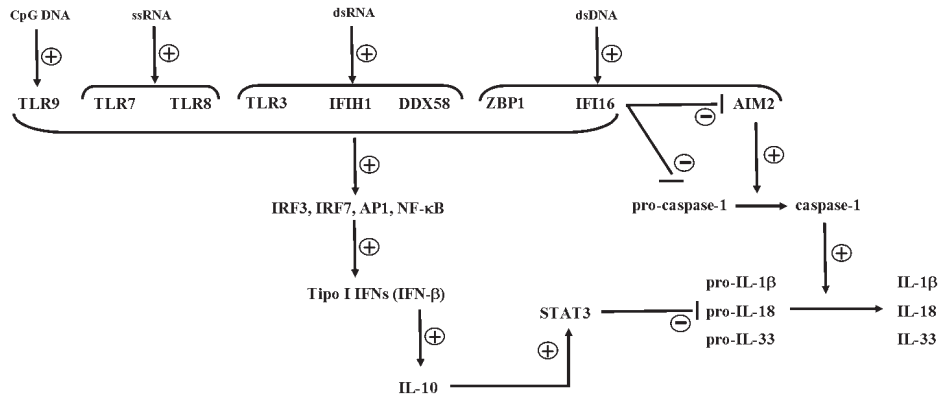 CpG DNA ssRNA dsRNA dsDNA
TLR9 TLR7 TLR8 TLR3 IFIH1 DDX58 ZBP1 IFI16 AIM2
IRF3, IRF7, AP1, NF-κB
pro-caspase-1 caspase-1
Tipo I IFNs (IFN-β)
pro-IL-1β IL-1β
STAT3 pro-IL-18 IL-18
pro-IL-33 IL-33
IL-10